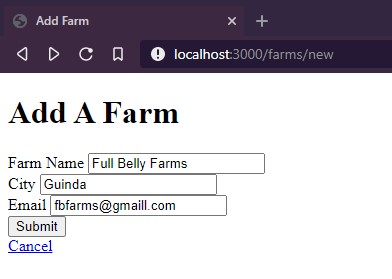 Add Farm
localhost:3000/farms/new
Add A Farm
Farm Name Full Belly Farms
City Guinda
Email fbfarms@gmaill.com
Submit
Cancel